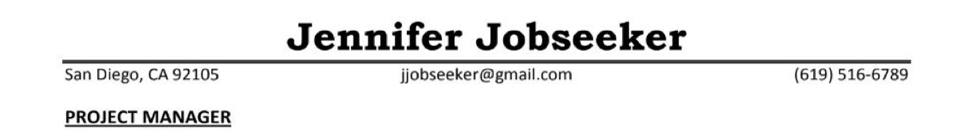 Jennifer Jobseeker
San Diego, CA 92105 jjobseeker@gmail.com (619) 516-6789
PROJECT MANAGER